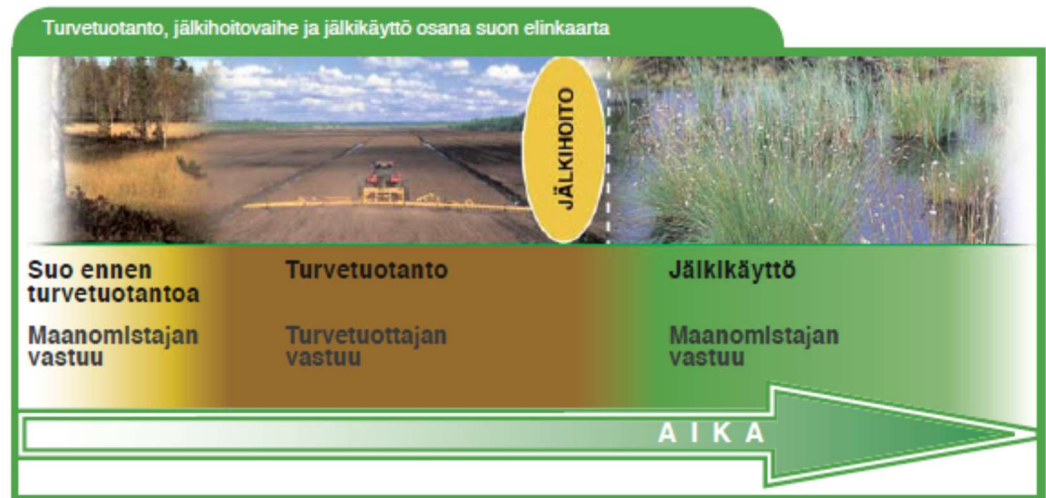 Turvetuotanto, jälkihoitovaihe ja jälkikäyttö osana suon elinkaarta
JÄLKIHOITO
Suo ennen
turvetuotantoa
Turvetuotanto
Jälkikäyttö
Maanomistajan
vastuu
Turvetuottajan
vastuu
Maanomistajan
vastuu
AIKA